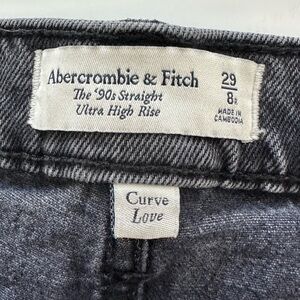 Abercrombie & Fitch
The '90s Straight
Ultra High Rise
29
8R
MADE IN
CAMBODIA
Curve
Love